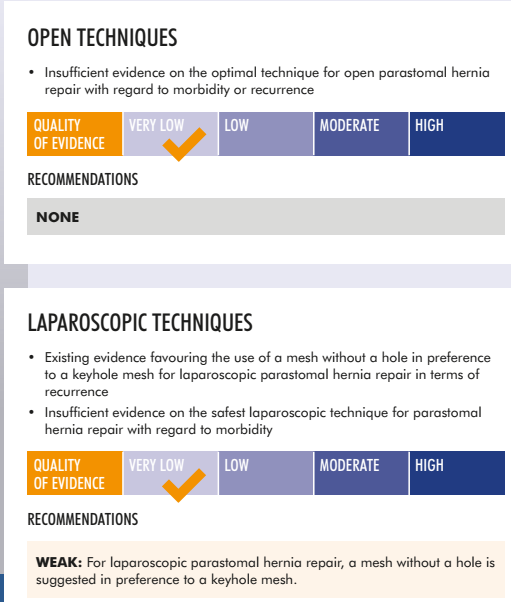 OPEN TECHNIQUES
• Insufficient evidence on the optimal technique for open parastomal hernia
repair with regard to morbidity or recurrence
QUALITY
OF EVIDENCE
VERY LOW
LOW
MODERATE
HIGH
RECOMMENDATIONS
NONE
LAPAROSCOPIC TECHNIQUES
• Existing evidence favouring the use of a mesh without a hole in preference
to a keyhole mesh for laparoscopic parastomal hernia repair in terms of
recurrence
• Insufficient evidence on the safest laparoscopic technique for parastomal
hernia repair with regard to morbidity
QUALITY
OF EVIDENCE
VERY LOW
LOW
MODERATE
HIGH
RECOMMENDATIONS
WEAK: For laparoscopic parastomal hernia repair, a mesh without a hole is
suggested in preference to a keyhole mesh.